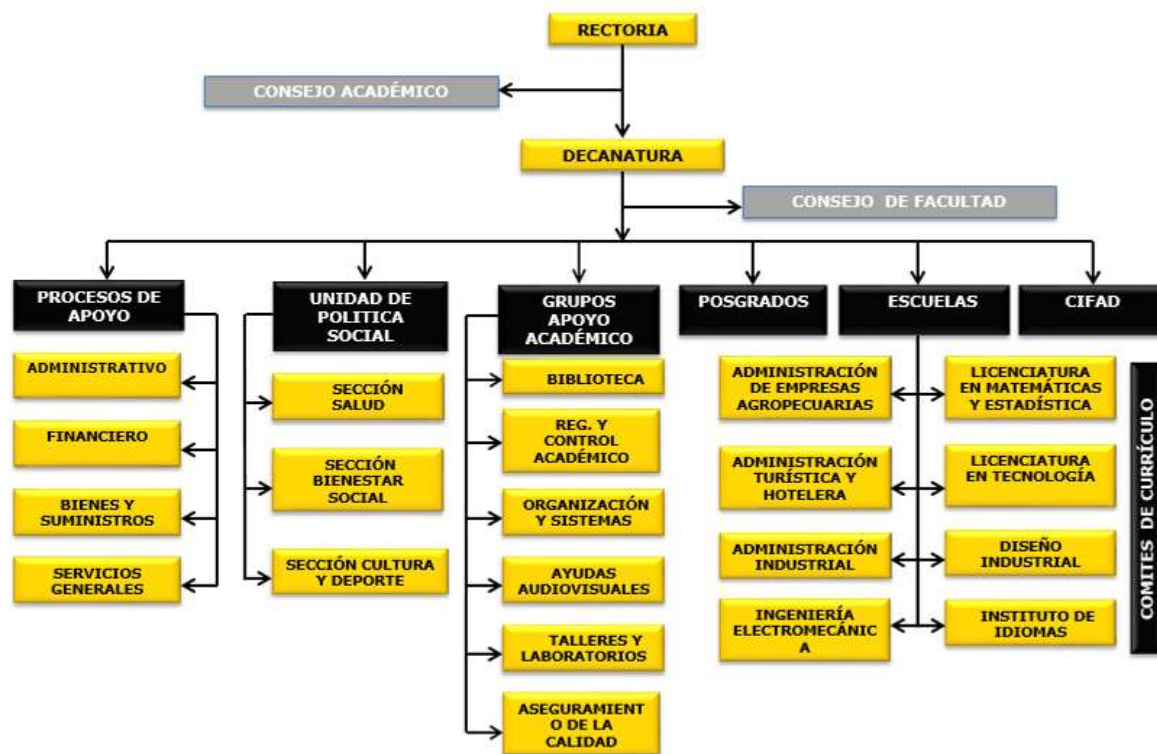 RECTORIA
CONSEJO ACADÉMICO
DECANATURA
CONSEJO DE FACULTAD
PROCESOS DE
APOYO
ADMINISTRATIVO
FINANCIERO
BIENES Y
SUMINISTROS
SERVICIOS
GENERALES
UNIDAD DE
POLITICA
SOCIAL
SECCIÓN
SALUD
SECCIÓN
BIENESTAR
SOCIAL
SECCIÓN CULTURA
Y DEPORTE
GRUPOS
APOYO
ACADÉMICO
BIBLIOTECA
REG. Y
CONTROL
ACADÉMICO
ORGANIZACIÓN
Y SISTEMAS
AYUDAS
AUDIOVISUALES
TALLERES Y
LABORATORIOS
ASEGURAMIENT
O DE LA
CALIDAD
POSGRADOS
ESCUELAS
ADMINISTRACIÓN
DE EMPRESAS
AGROPECUARIAS
ADMINISTRACIÓN
TURÍSTICA Y
HOTELERA
ADMINISTRACIÓN
INDUSTRIAL
INGENIERÍA
ELECTROMECÁNIC
A
LICENCIATURA
EN MATEMÁTICAS
Y ESTADÍSTICA
LICENCIATURA
EN TECNOLOGÍA
DISEÑO
INDUSTRIAL
INSTITUTO DE
IDIOMAS
CIFAD
COMITES DE CURRÍCULO